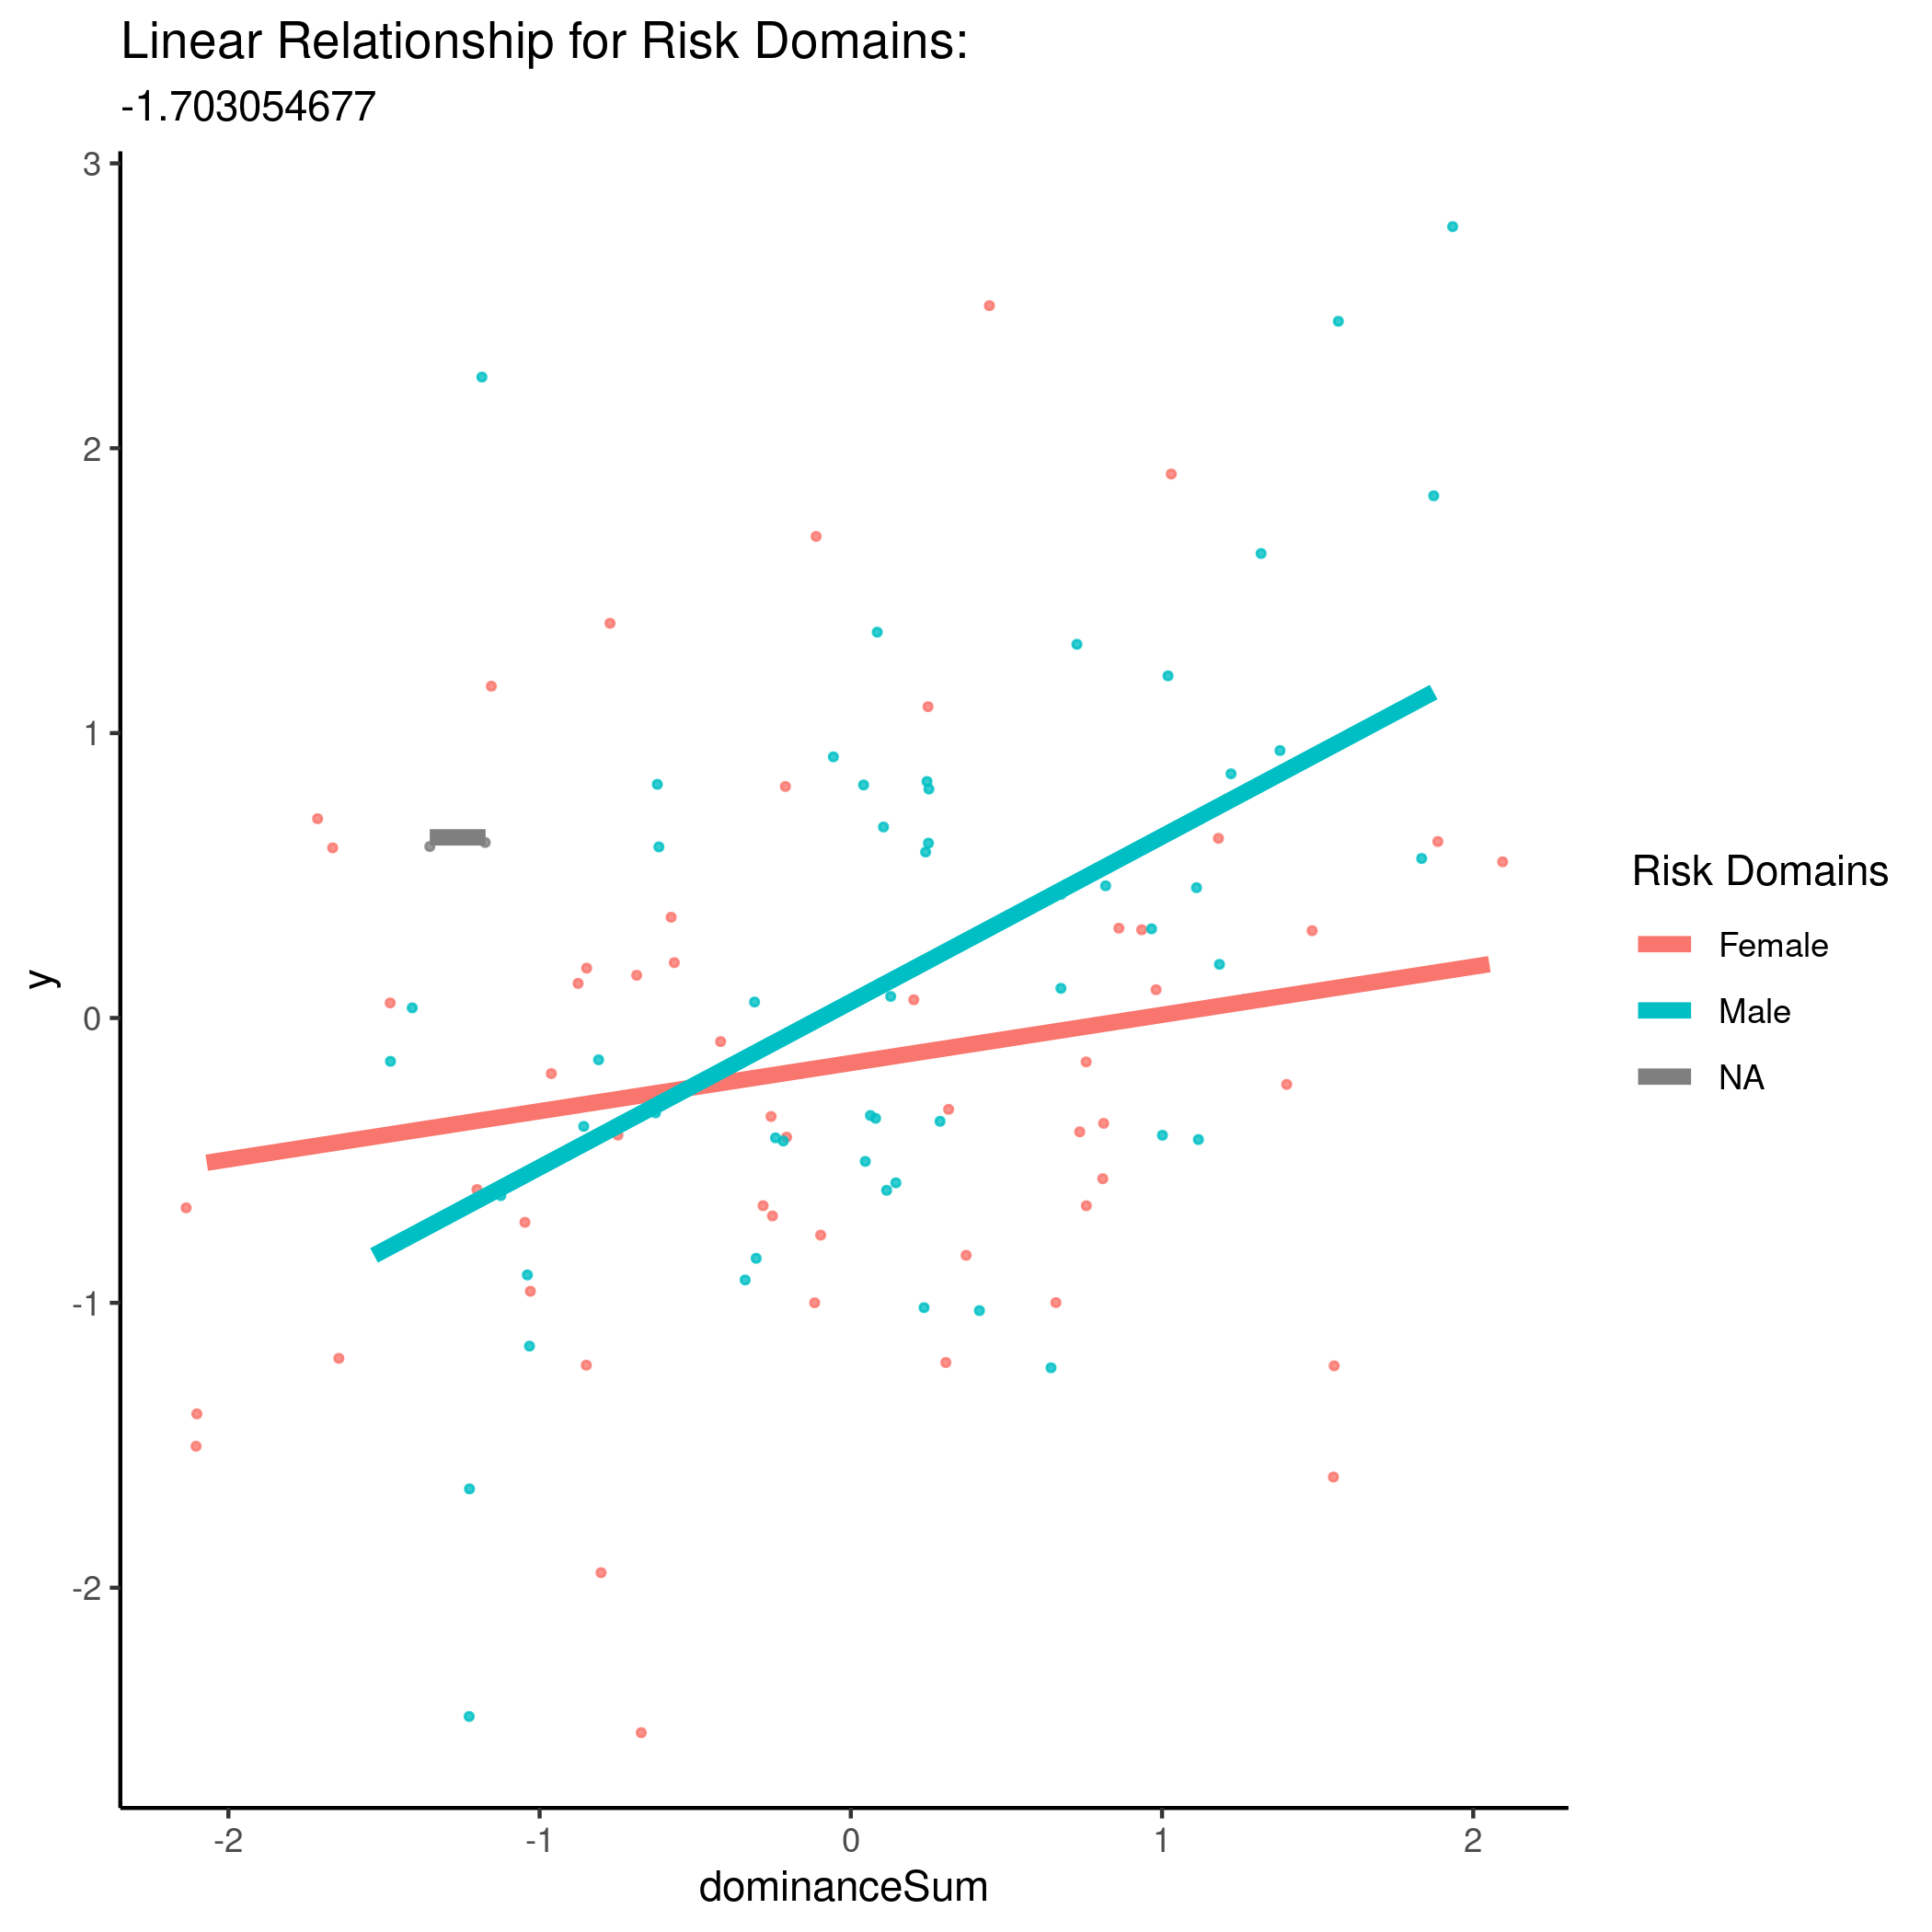 Linear Relationship for Risk Domains:
-1.703054677
3
2
1
0
-1
-2
y
-2
-1
0
1
2
dominanceSum
Risk Domains
Female
Male
NA